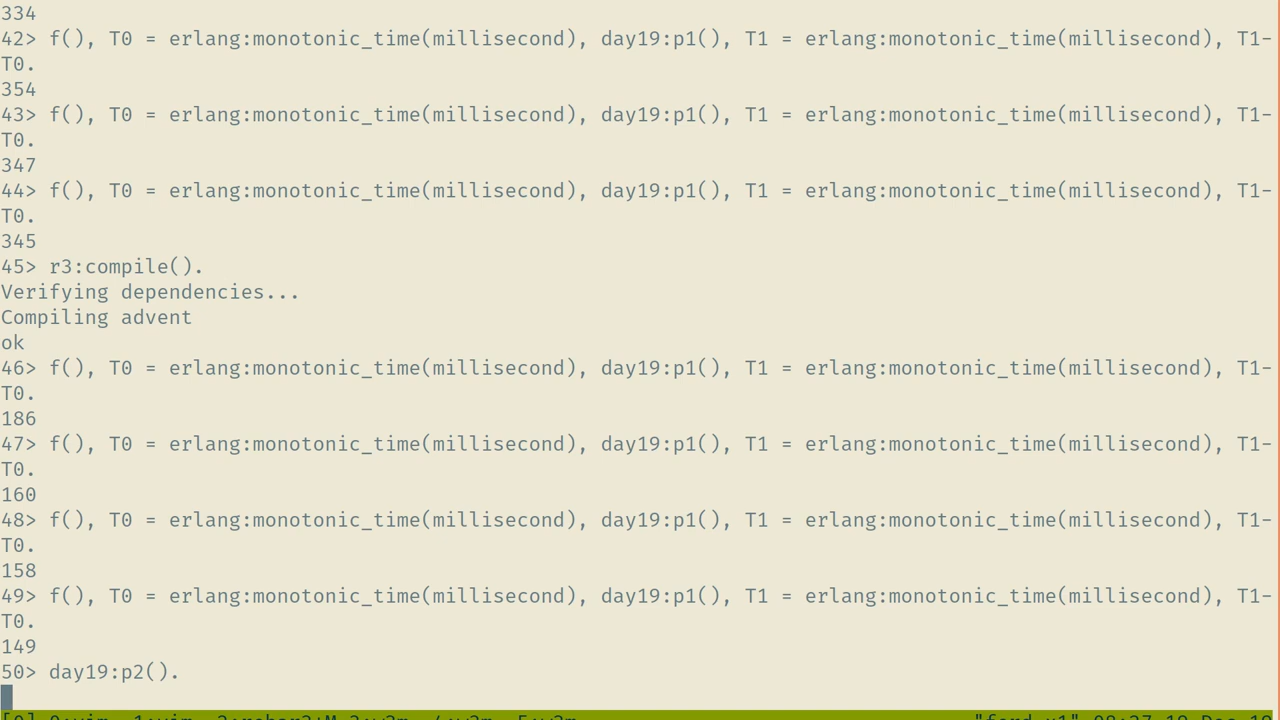 334
42> f(), T0 = erlang:monotonic_time(millisecond), day19:p1(), T1 = erlang:monotonic_time(millisecond), T1-
T0.
354
43> f(), T0 = erlang:monotonic_time(millisecond), day19:p1(), T1 = erlang:monotonic_time(millisecond), T1-
T0.
347
44> f(), T0 = erlang:monotonic_time(millisecond), day19:p1(), T1 = erlang:monotonic_time(millisecond), T1-
T0.
345
45> r3:compile().
Verifying dependencies...
Compiling advent
ok
46> f(), T0 = erlang:monotonic_time(millisecond), day19:p1(), T1 = erlang:monotonic_time(millisecond), T1-
T0.
186
47> f(), T0 = erlang:monotonic_time(millisecond), day19:p1(), T1 = erlang:monotonic_time(millisecond), T1-
T0.
160
48> f(), T0 = erlang:monotonic_time(millisecond), day19:p1(), T1 = erlang:monotonic_time(millisecond), T1-
T0.
158
49> f(), T0 = erlang:monotonic_time(millisecond), day19:p1(), T1 = erlang:monotonic_time(millisecond), T1-
T0.
149
50> day19:p2().